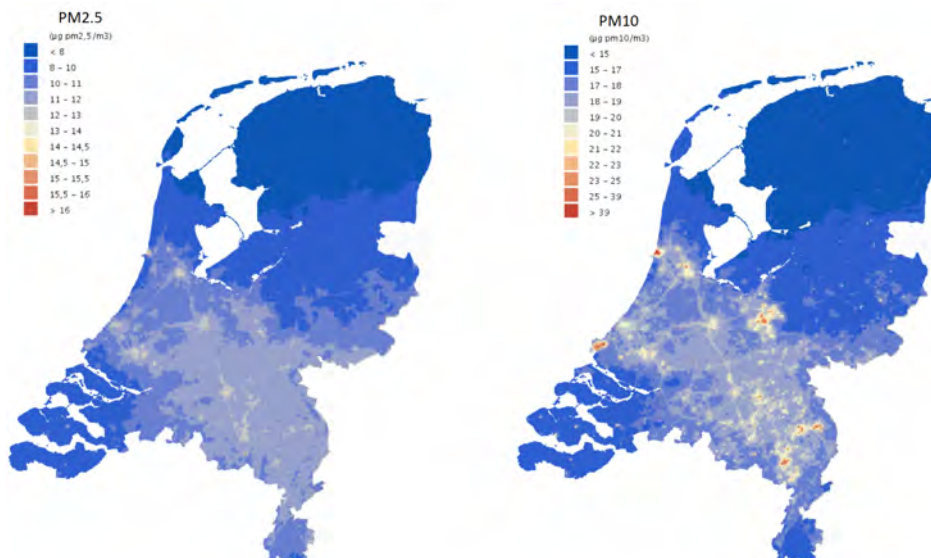 PM2.5
(µg pm2,5/m3)
< 8
8 – 10
10 – 11
11 – 12
12 – 13
13 – 14
14 – 14,5
14,5 – 15
15 – 15,5
15,5 – 16
> 16
PM10
(µg pm10/m3)
< 15
15 – 17
17 – 18
18 – 19
19 – 20
20 – 21
21 – 22
22 – 23
23 – 25
25 – 39
> 39